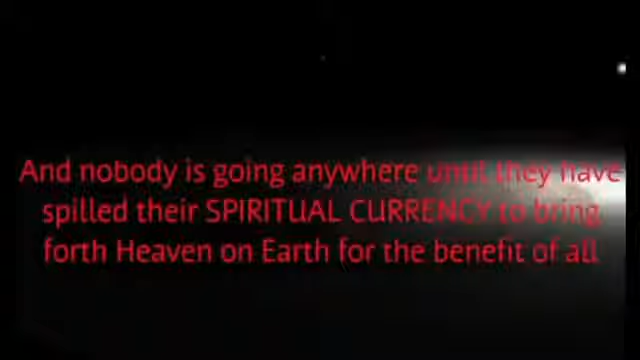 And nobody is going anywhere until they have
spilled their SPIRITUAL CURRENCY to bring
forth Heaven on Earth for the benefit of all